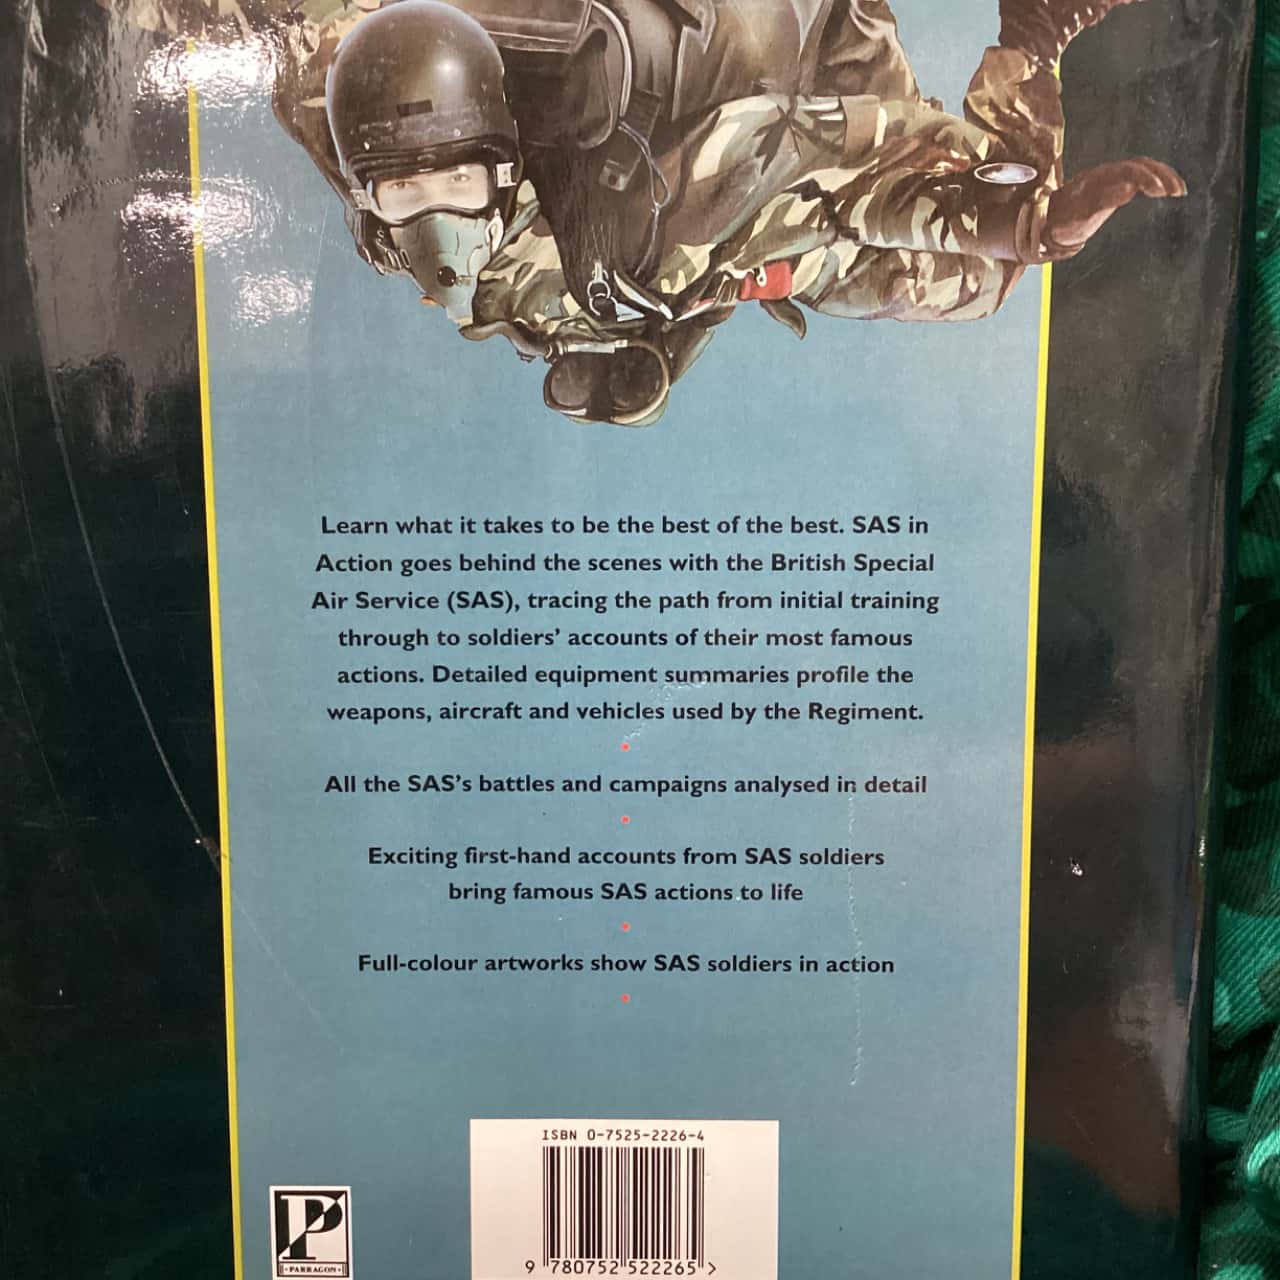 Learn what it takes to be the best of the best. SAS in
Action goes behind the scenes with the British Special
Air Service (SAS), tracing the path from initial training
through to soldiers’ accounts of their most famous
actions. Detailed equipment summaries profile the
weapons, aircraft and vehicles used by the Regiment.
All the SAS’s battles and campaigns analysed in detail
Exciting first-hand accounts from SAS soldiers
bring famous SAS actions to life
Full-colour artworks show SAS soldiers in action
ISBN 0-7525-2226-4
9 780752 522265 >
P
·PARRAGON·